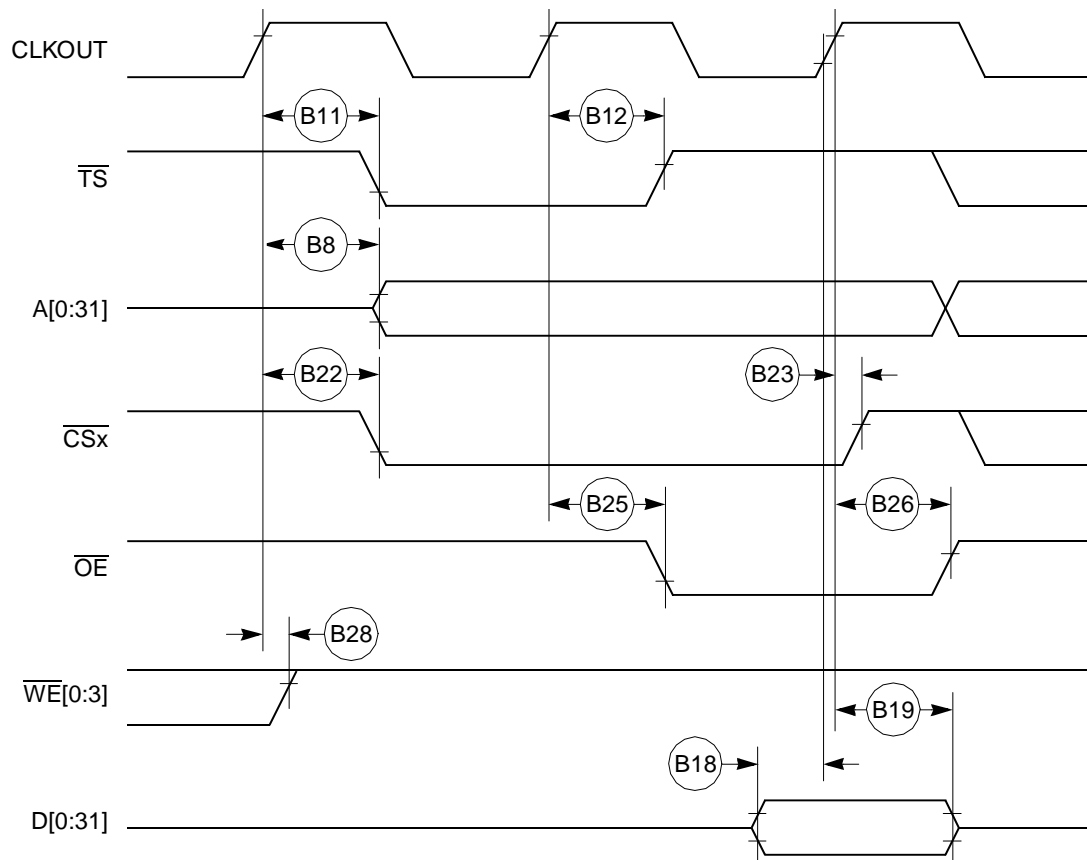 CLKOUT
B11
B12
TS
B8
A[0:31]
B22
B23
CSx
B25
B26
OE
B28
WE[0:3]
B19
B18
D[0:31]